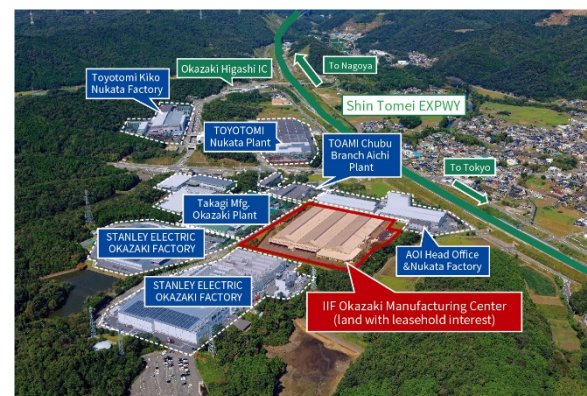 Toyotomi Kiko
Nukata Factory
Okazaki Higashi IC
To Nagoya
Shin Tomei EXPWY
TOYOTOMI
Nukata Plant
TOAMI Chubu
Branch Aichi
Plant
To Tokyo
Takagi Mfg.
Okazaki Plant
STANLEY ELECTRIC
OKAZAKI FACTORY
AOI Head Office
&Nukata Factory
STANLEY ELECTRIC
OKAZAKI FACTORY
IIF Okazaki Manufacturing Center
(land with leasehold interest)